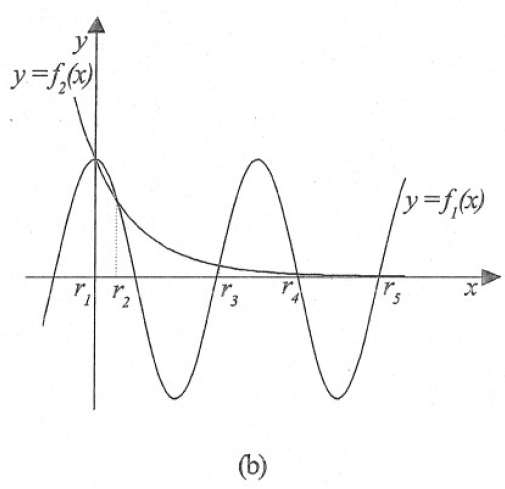 y
y = f₂(x)
y = f₁(x)
r₁ r₂ r₃ r₄ r₅ x
(b)